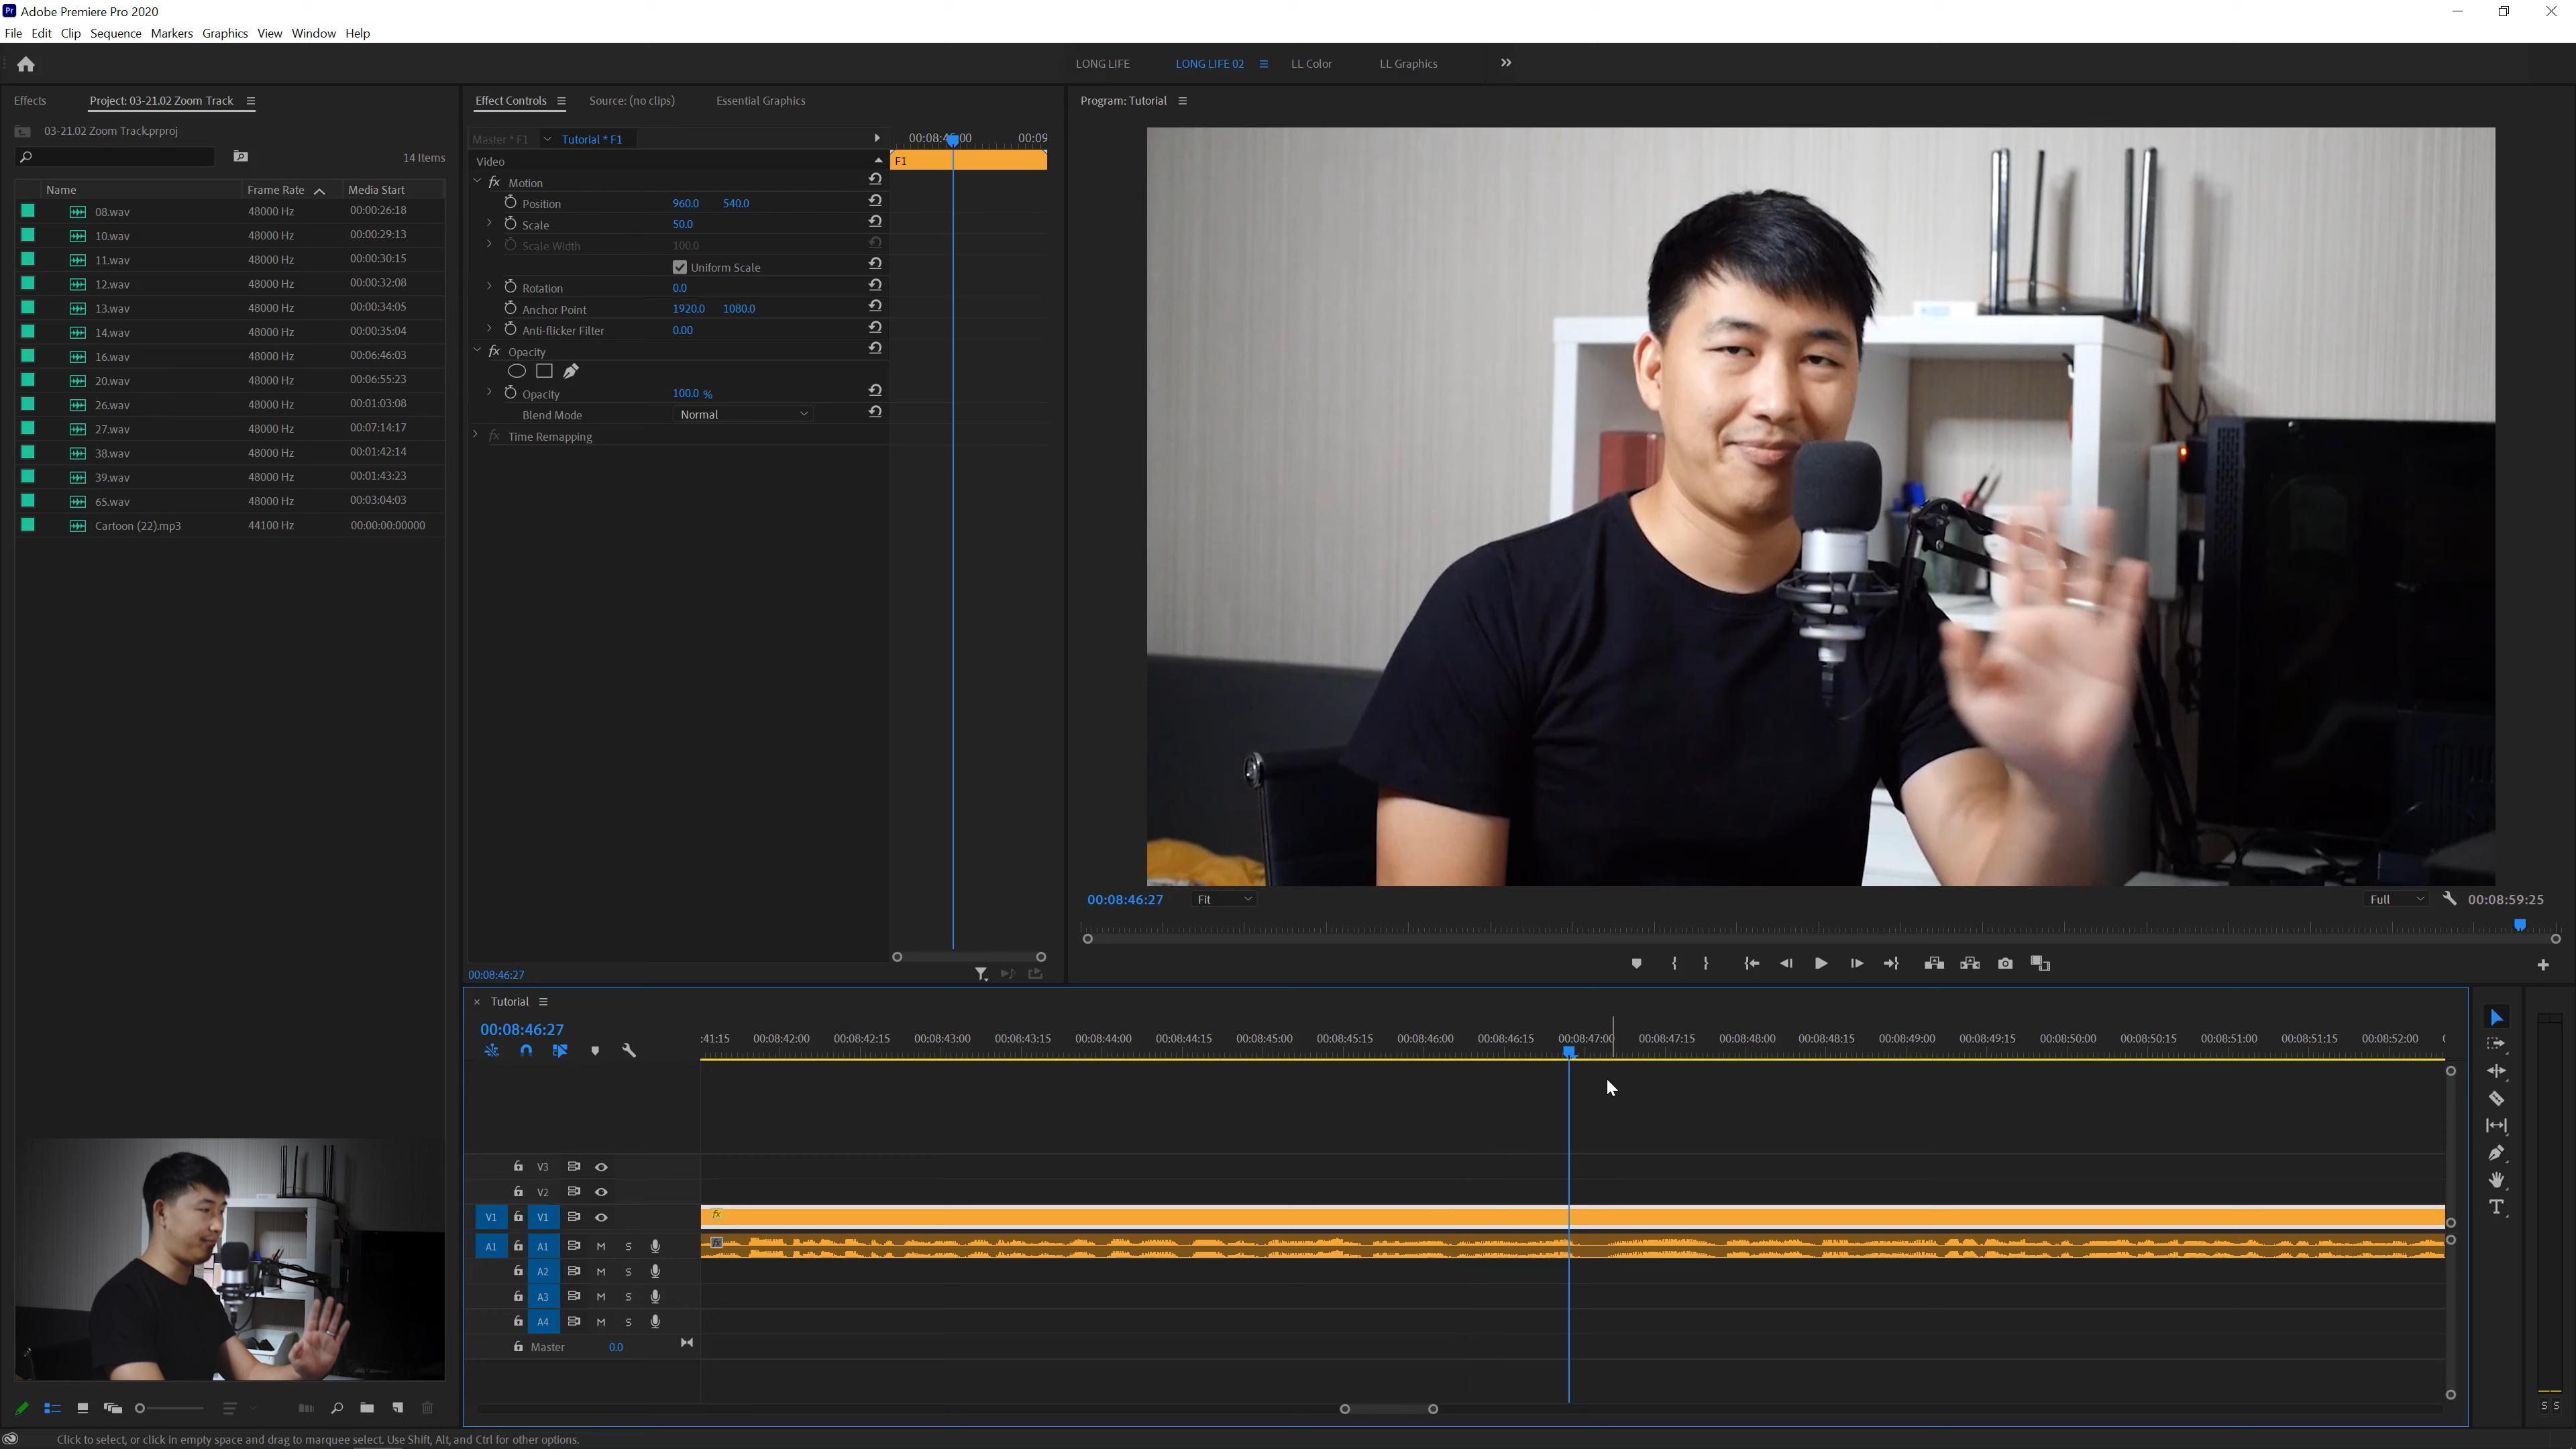 Pr Adobe Premiere Pro 2020
File Edit Clip Sequence Markers Graphics View Window Help
LONG LIFE LONG LIFE 02 LL Color LL Graphics
Effects Project: 03-21.02 Zoom Track
03-21.02 Zoom Track.prproj
14 Items
Name Frame Rate Media Start
08.wav 48000 Hz 00:00:26:18
10.wav 48000 Hz 00:00:29:13
11.wav 48000 Hz 00:00:30:15
12.wav 48000 Hz 00:00:32:08
13.wav 48000 Hz 00:00:34:05
14.wav 48000 Hz 00:00:35:04
16.wav 48000 Hz 00:06:46:03
20.wav 48000 Hz 00:06:55:23
26.wav 48000 Hz 00:01:03:08
27.wav 48000 Hz 00:07:14:17
38.wav 48000 Hz 00:01:42:14
39.wav 48000 Hz 00:01:43:23
65.wav 48000 Hz 00:03:04:03
Cartoon (22).mp3 44100 Hz 00:00:00:00000
Effect Controls Source: (no clips) Essential Graphics
Master * F1 Tutorial * F1
00:09
Video
F1
fx Motion
Position 960.0 540.0
Scale 50.0
Scale Width 100.0
Uniform Scale
Rotation 0.0
Anchor Point 1920.0 1080.0
Anti-flicker Filter 0.00
fx Opacity
Opacity 100.0 %
Blend Mode Normal
fx Time Remapping
00:08:46:27
Program: Tutorial
00:08:46:27 Fit Full 00:08:59:25
Tutorial
00:08:46:27
:41:15 00:08:42:00 00:08:42:15 00:08:43:00 00:08:43:15 00:08:44:00 00:08:44:15 00:08:45:00 00:08:45:15 00:08:46:00 00:08:46:15 00:08:47:00 00:08:47:15 00:08:48:00 00:08:48:15 00:08:49:00 00:08:49:15 00:08:50:00 00:08:50:15 00:08:51:00 00:08:51:15 00:08:52:00
V3
V2
V1 V1 fx
A1 A1 M S fx
A2 M S
A3 M S
A4 M S
Master 0.0
S S
Click to select, or click in empty space and drag to marquee select. Use Shift, Alt, and Ctrl for other options.